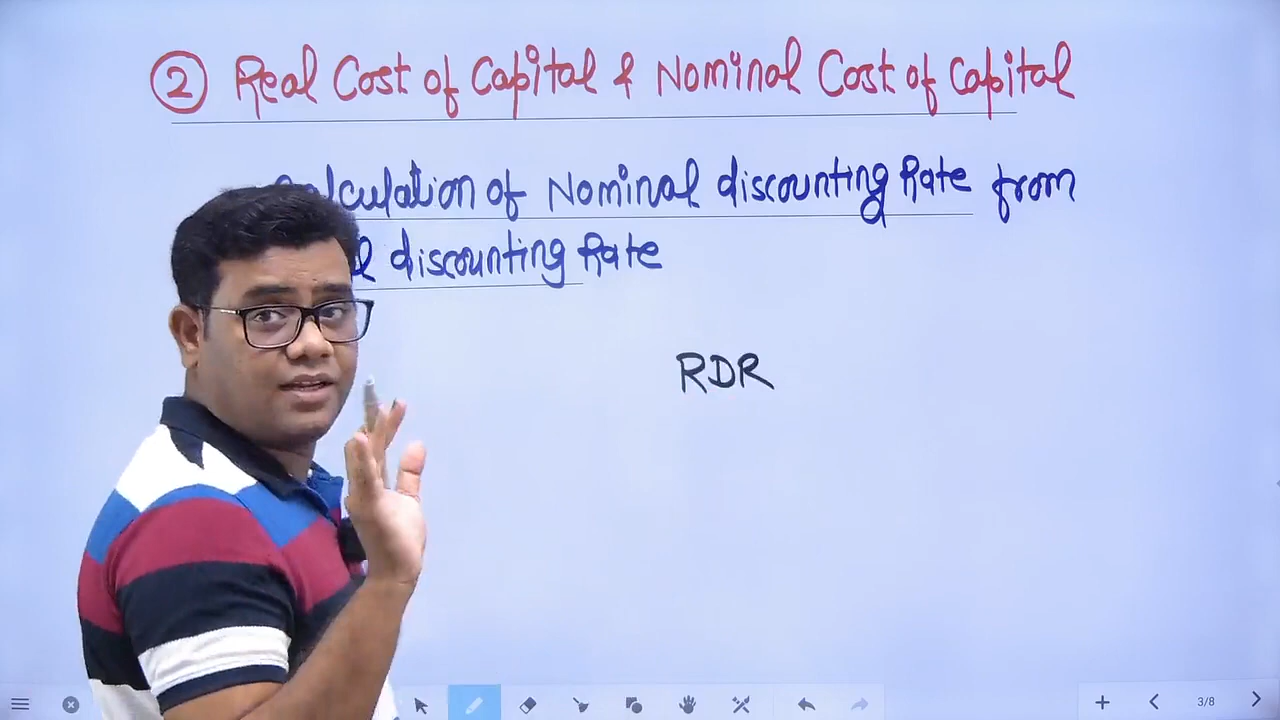 ② Real Cost of Capital & Nominal Cost of Capital
Calculation of Nominal discounting Rate from
discounting Rate
RDR
3/8